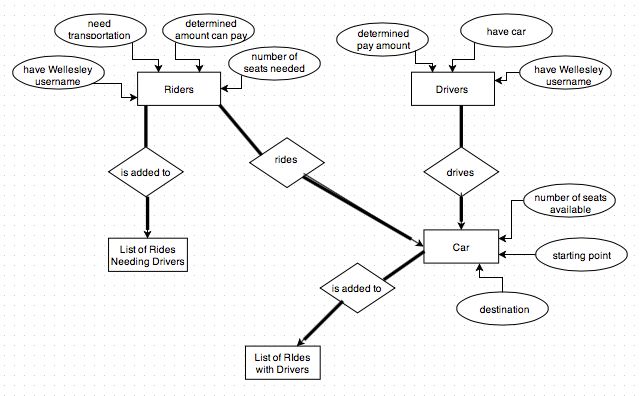 need
transportation
determined
amount can pay
number of
seats needed
have Wellesley
username
Riders
determined
pay amount
have car
have Wellesley
username
Drivers
is added to
rides
drives
number of seats
available
List of Rides
Needing Drivers
Car
starting point
is added to
destination
List of RIdes
with Drivers